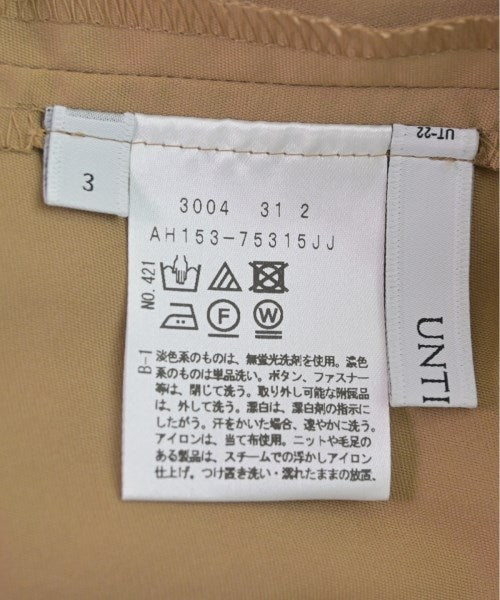 3
3004 31 2
AH153-75315JJ
NO.421
F
W
B-1
淡色系のものは、無蛍光洗剤を使用。濃色
系のものは単品洗い。ボタン、ファスナー
等は、閉じて洗う。取り外し可能な附属品
は、外して洗う。漂白は、漂白剤の指示に
したがう。汗をかいた場合、速やかに洗う。
アイロンは、当て布使用。ニットや毛足の
ある製品は、スチームでの浮かしアイロン
仕上げ。つけ置き洗い・濡れたままの放置、
UT-22
UNTI